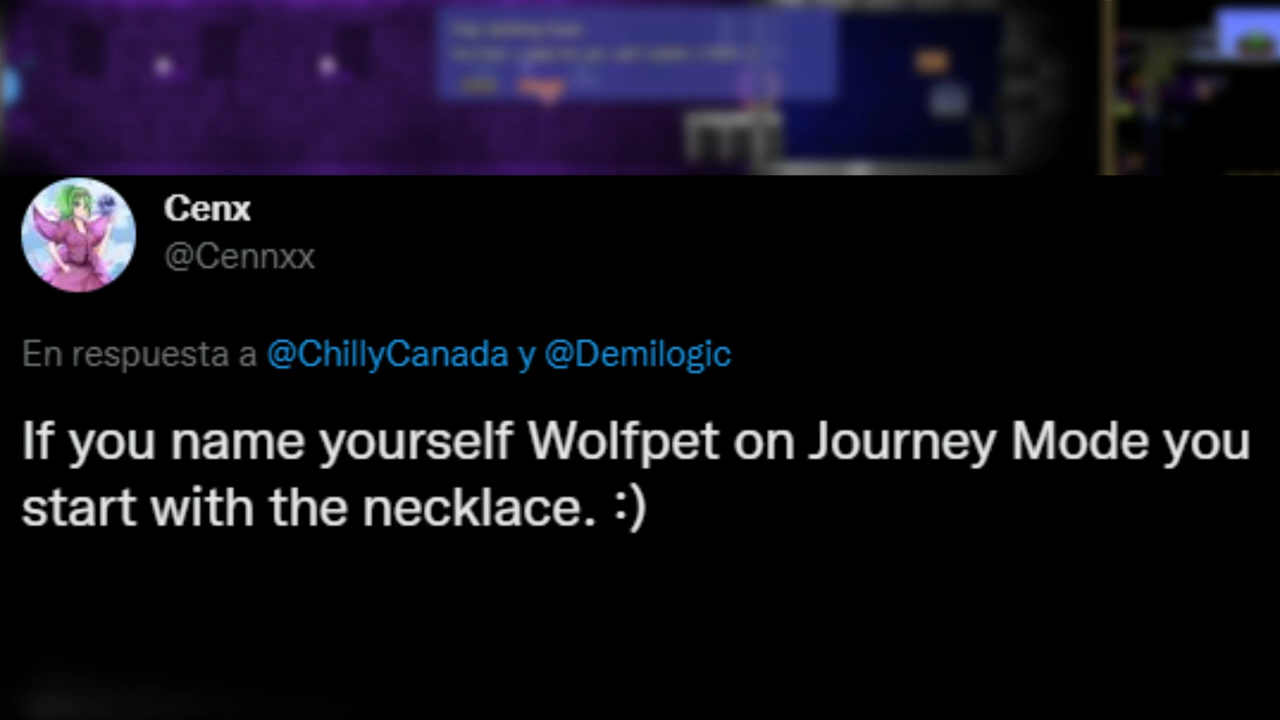 Cenx
@Cennxx
En respuesta a @ChillyCanada y @Demilogic
If you name yourself Wolfpet on Journey Mode you
start with the necklace. :)